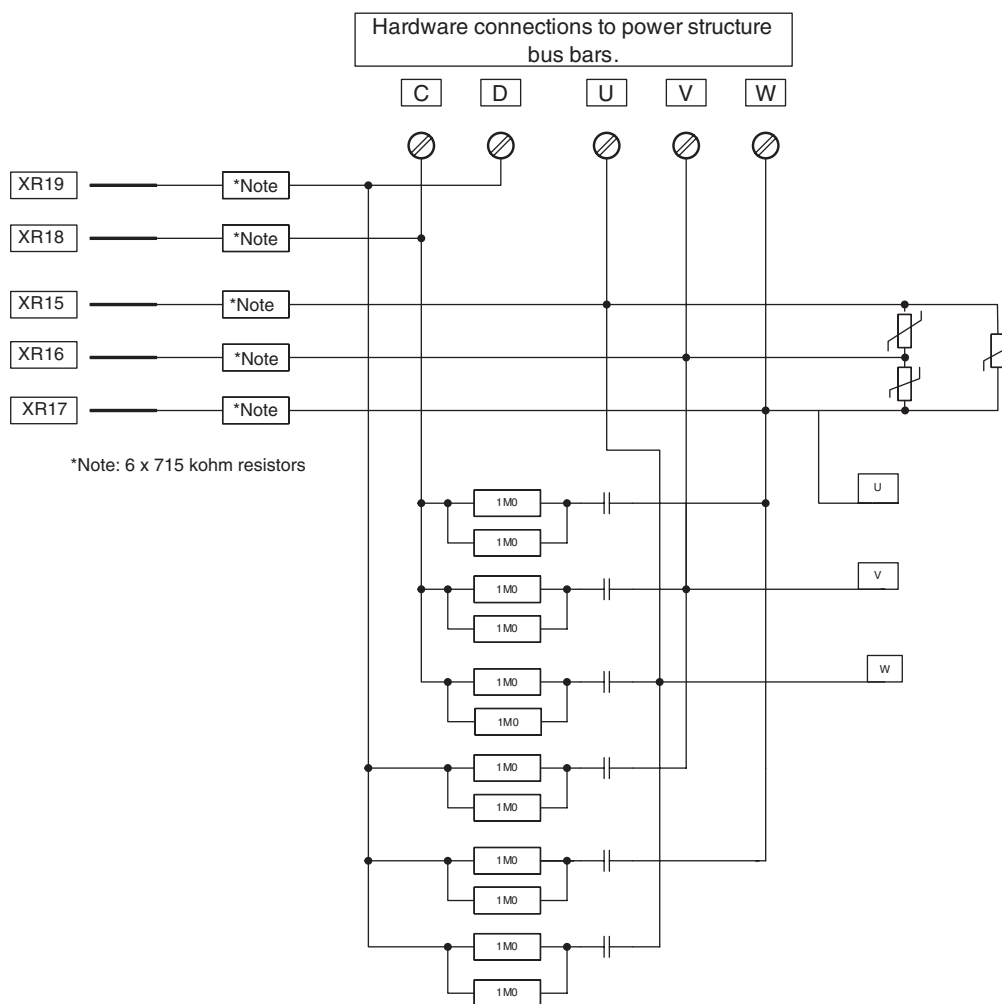 Hardware connections to power structure
bus bars.
C D U V W
XR19 *Note
XR18 *Note
XR15 *Note
XR16 *Note
XR17 *Note
*Note: 6 x 715 kohm resistors
U
1M0
1M0
V
1M0
1M0
W
1M0
1M0
1M0
1M0
1M0
1M0
1M0
1M0